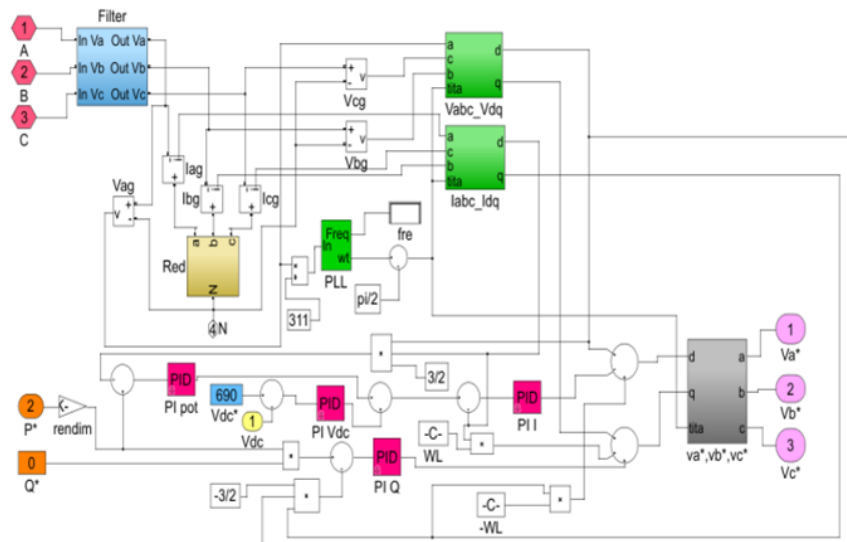 Filter
1
A
In Va Out Va
2
B
In Vb Out Vb
3
C
In Vc Out Vc
a
c
b
tita
d
q
Vabc_Vdq
a
c
b
tita
d
q
Iabc_Idq
+
-
v
Vcg
+
-
v
Vbg
Iag
Ibg
Icg
Vag
+
-
v
a
b
c
Red
N
4 N
Freq
In
wt
PLL
fre
pi/2
311
3/2
PID
PI pot
690
Vdc*
1
Vdc
PID
PI Vdc
PID
PI I
2
P*
rendim
0
Q*
PID
PI Q
-C-
WL
-3/2
-C-
-WL
d
q
tita
a
b
c
va*,vb*,vc*
1
Va*
2
Vb*
3
Vc*